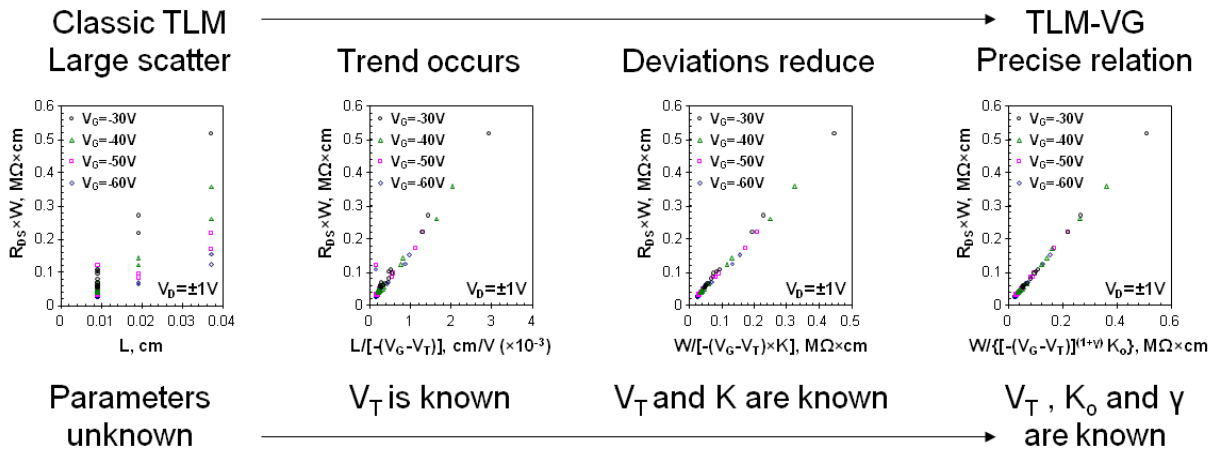 Classic TLM
Large scatter
Trend occurs
Deviations reduce
TLM-VG
Precise relation
R_DS×W, MΩ×cm
0.6
0.5
0.4
0.3
0.2
0.1
0
V_G=-30V
V_G=-40V
V_G=-50V
V_G=-60V
V_D=±1V
0 0.01 0.02 0.03 0.04
L, cm
R_DS×W, MΩ×cm
0.6
0.5
0.4
0.3
0.2
0.1
0
V_G=-30V
V_G=-40V
V_G=-50V
V_G=-60V
V_D=±1V
0 1 2 3 4
L/[-(V_G-V_T)], cm/V (×10⁻³)
R_DS×W, MΩ×cm
0.6
0.5
0.4
0.3
0.2
0.1
0
V_G=-30V
V_G=-40V
V_G=-50V
V_G=-60V
V_D=±1V
0 0.1 0.2 0.3 0.4 0.5
W/[-(V_G-V_T)×K], MΩ×cm
R_DS×W, MΩ×cm
0.6
0.5
0.4
0.3
0.2
0.1
0
V_G=-30V
V_G=-40V
V_G=-50V
V_G=-60V
V_D=±1V
0 0.2 0.4 0.6
W/{[-(V_G-V_T)]^(1+γ) K_o}, MΩ×cm
Parameters
unknown
V_T is known
V_T and K are known
V_T , K_o and γ
are known